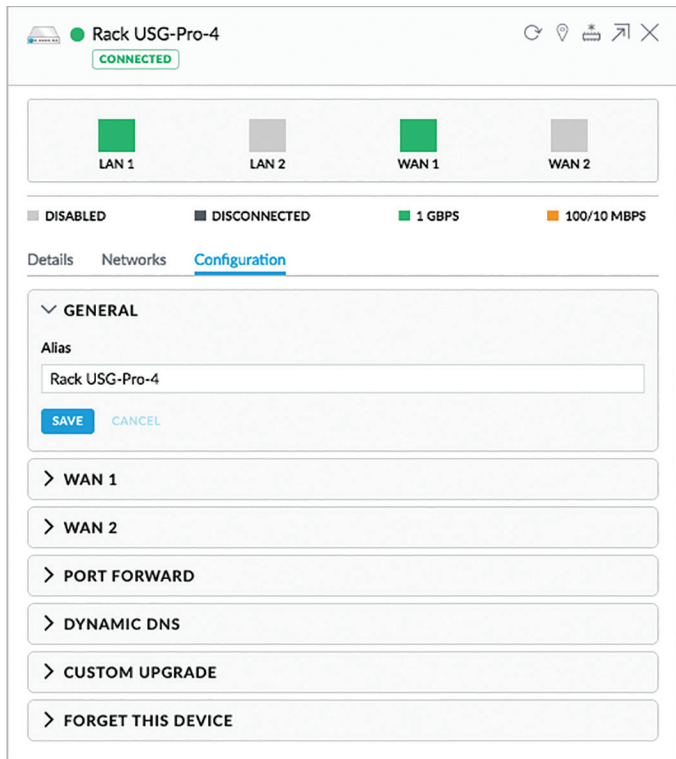 Rack USG-Pro-4
CONNECTED
LAN 1 LAN 2 WAN 1 WAN 2
DISABLED DISCONNECTED 1 GBPS 100/10 MBPS
Details Networks Configuration
GENERAL
Alias
Rack USG-Pro-4
SAVE CANCEL
WAN 1
WAN 2
PORT FORWARD
DYNAMIC DNS
CUSTOM UPGRADE
FORGET THIS DEVICE